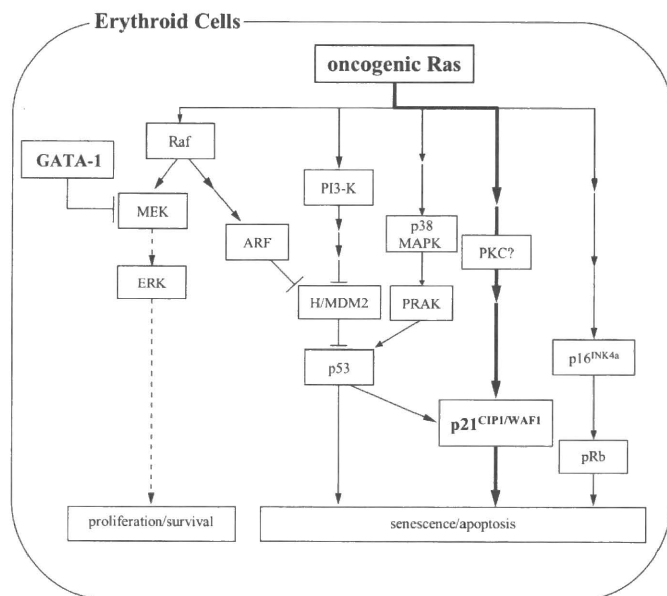 Erythroid Cells
oncogenic Ras
Raf
GATA-1
PI3-K
MEK
p38
MAPK
ARF
PKC?
ERK
H/MDM2
PRAK
p53
p16INK4a
p21CIP1/WAF1
pRb
proliferation/survival
senescence/apoptosis